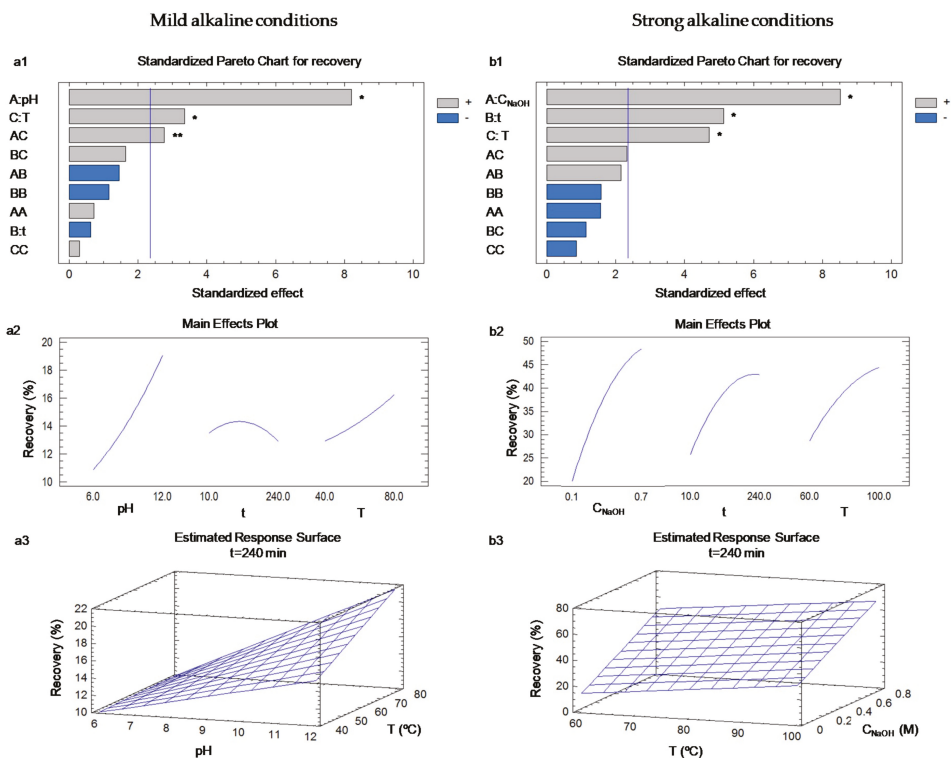 Mild alkaline conditions
Strong alkaline conditions
a1
Standardized Pareto Chart for recovery
A:pH
C:T
AC
BC
AB
BB
AA
B:t
CC
*
*
**
+
-
0 2 4 6 8 10
Standardized effect
b1
Standardized Pareto Chart for recovery
A:C_NaOH
B:t
C: T
AC
AB
BB
AA
BC
CC
*
*
*
+
-
0 2 4 6 8 10
Standardized effect
a2
Main Effects Plot
Recovery (%)
20
18
16
14
12
10
6.0 12.0 10.0 240.0 40.0 80.0
pH t T
b2
Main Effects Plot
Recovery (%)
50
45
40
35
30
25
20
0.1 0.7 10.0 240.0 60.0 100.0
C_NaOH t T
a3
Estimated Response Surface
t=240 min
Recovery (%)
22
20
18
16
14
12
10
6 7 8 9 10 11 12
pH
40 50 60 70 80
T (ºC)
b3
Estimated Response Surface
t=240 min
Recovery (%)
80
60
40
20
0
60 70 80 90 100
T (ºC)
0 0.2 0.4 0.6 0.8
C_NaOH (M)